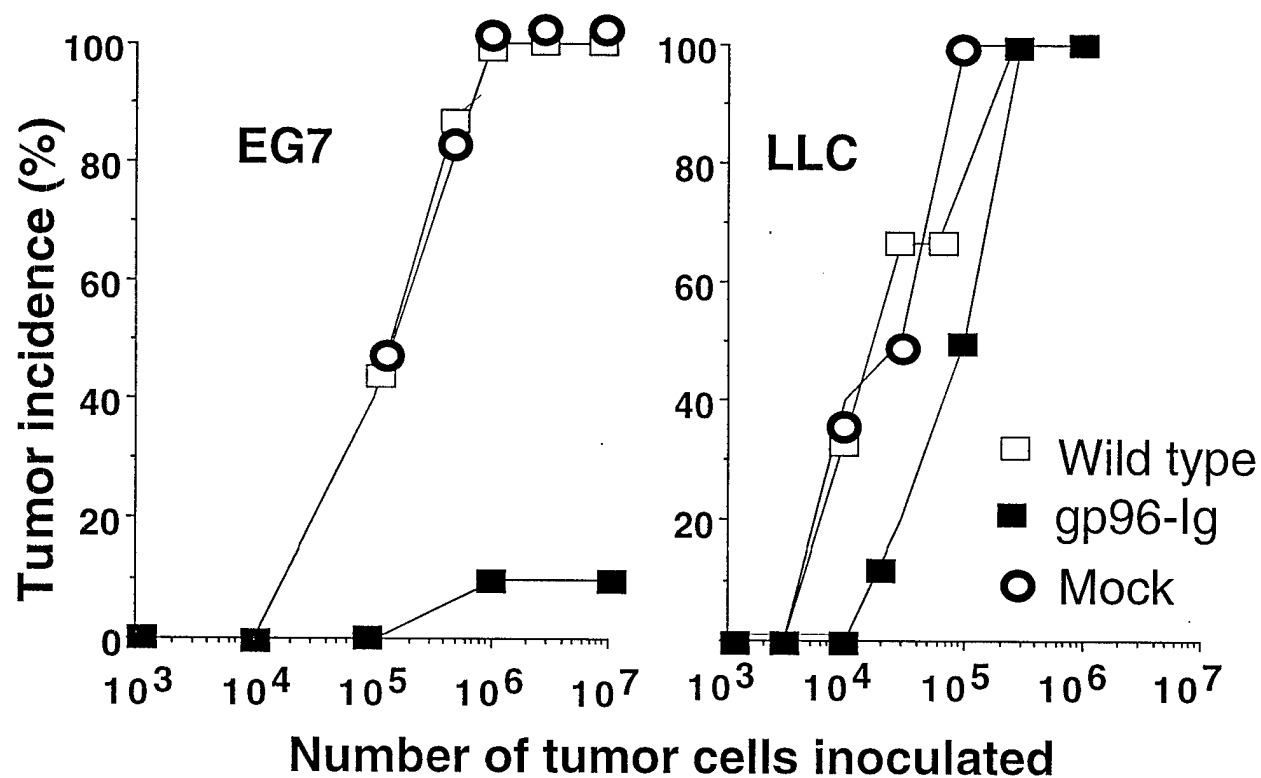 Tumor incidence (%)
100
80
60
40
20
0
EG7
10³ 10⁴ 10⁵ 10⁶ 10⁷
100
80
60
40
20
LLC
Wild type
gp96-Ig
Mock
10³ 10⁴ 10⁵ 10⁶ 10⁷
Number of tumor cells inoculated